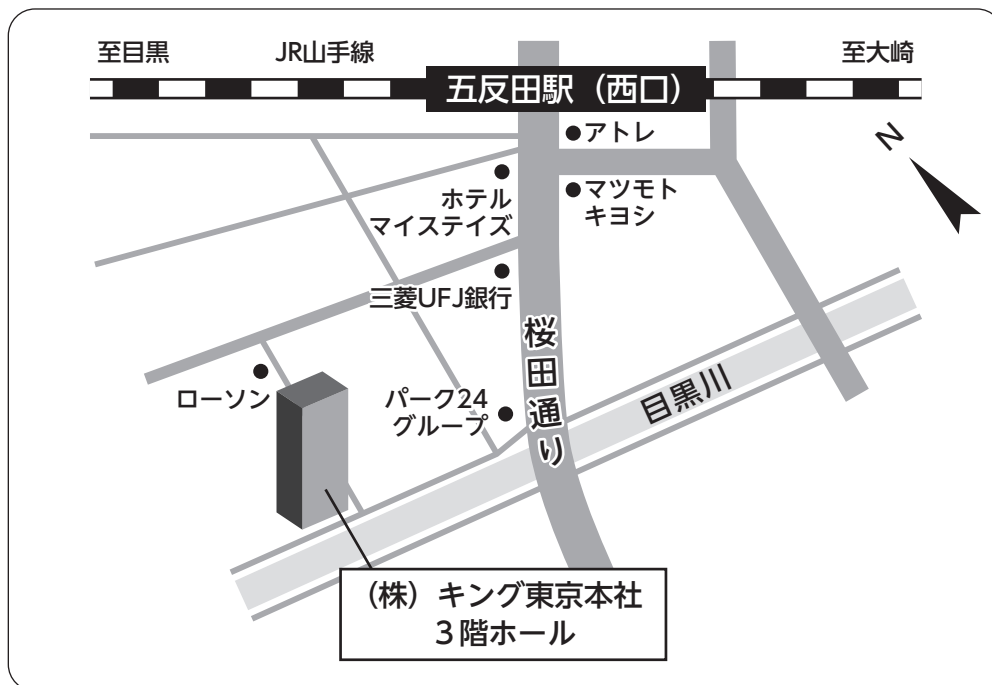 至目黒
JR山手線
至大崎
五反田駅（西口）
アトレ
N
ホテル
マイステイズ
マツモト
キヨシ
三菱UFJ銀行
桜田通り
ローソン
パーク24
グループ
目黒川
（株）キング東京本社
３階ホール